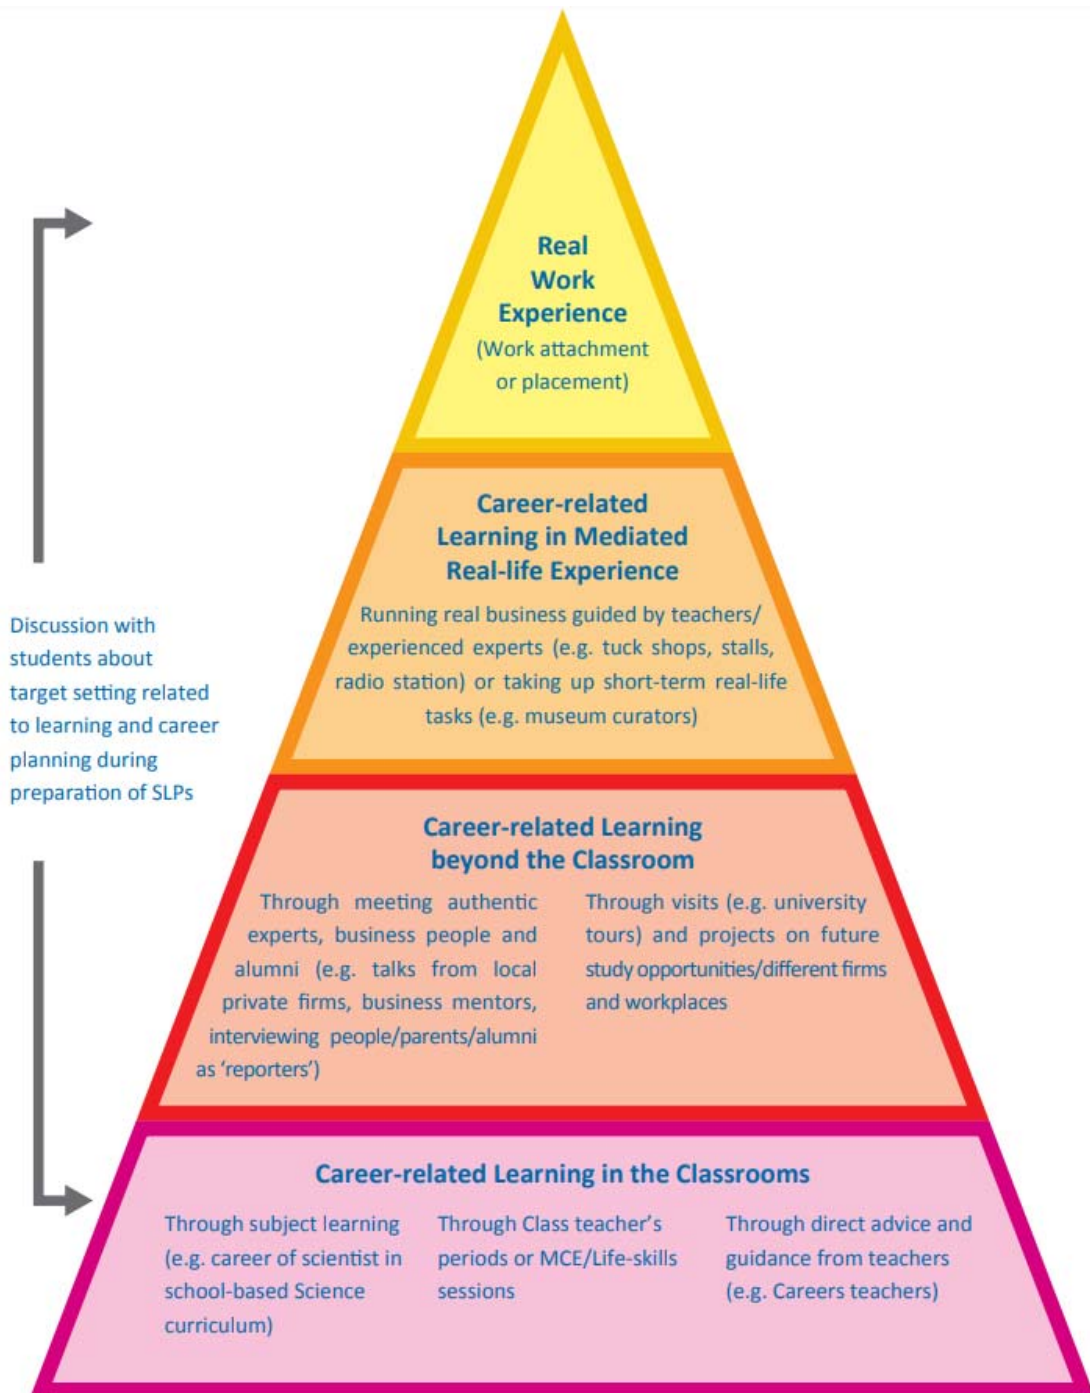 Real
Work
Experience
(Work attachment
or placement)
Career-related
Learning in Mediated
Real-life Experience
Running real business guided by teachers/
experienced experts (e.g. tuck shops, stalls,
radio station) or taking up short-term real-life
tasks (e.g. museum curators)
Discussion with
students about
target setting related
to learning and career
planning during
preparation of SLPs
Career-related Learning
beyond the Classroom
Through meeting authentic
experts, business people and
alumni (e.g. talks from local
private firms, business mentors,
interviewing people/parents/alumni
as ‘reporters’)
Through visits (e.g. university
tours) and projects on future
study opportunities/different firms
and workplaces
Career-related Learning in the Classrooms
Through subject learning
(e.g. career of scientist in
school-based Science
curriculum)
Through Class teacher’s
periods or MCE/Life-skills
sessions
Through direct advice and
guidance from teachers
(e.g. Careers teachers)